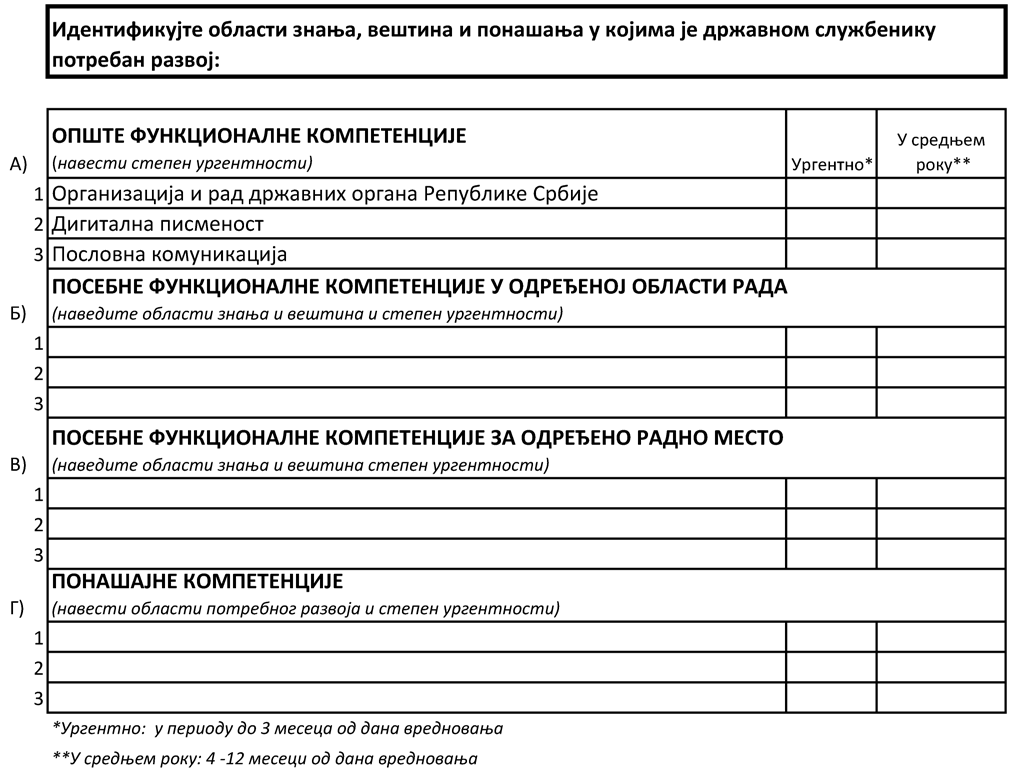 Идентификујте области знања, вештина и понашања у којима је државном службенику
потребан развој:
ОПШТЕ ФУНКЦИОНАЛНЕ КОМПЕТЕНЦИЈЕ
У средњем
А) (навести степен ургентности) Ургентно* року**
1 Организација и рад државних органа Републике Србије
2 Дигитална писменост
3 Пословна комуникација
ПОСЕБНЕ ФУНКЦИОНАЛНЕ КОМПЕТЕНЦИЈЕ У ОДРЕЂЕНОЈ ОБЛАСТИ РАДА
Б) (наведите области знања и вештина и степен ургентности)
1
2
3
ПОСЕБНЕ ФУНКЦИОНАЛНЕ КОМПЕТЕНЦИЈЕ ЗА ОДРЕЂЕНО РАДНО МЕСТО
В) (наведите области знања и вештина степен ургентности)
1
2
3
ПОНАШАЈНЕ КОМПЕТЕНЦИЈЕ
Г) (навести области потребног развоја и степен ургентности)
1
2
3
*Ургентно: у периоду до 3 месеца од дана вредновања
**У средњем року: 4 -12 месеци од дана вредновања